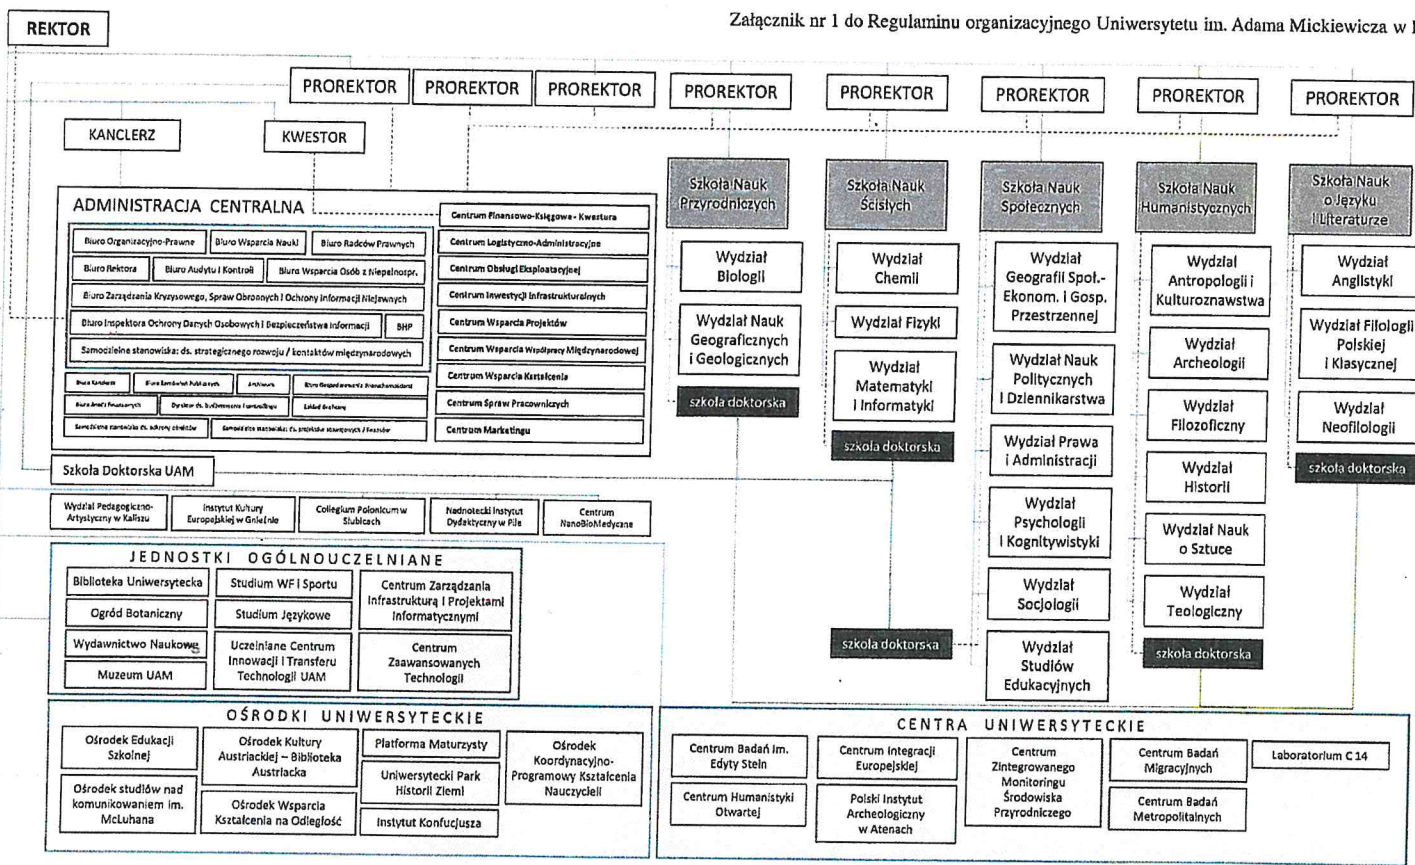 Załącznik nr 1 do Regulaminu organizacyjnego Uniwersytetu im. Adama Mickiewicza w
REKTOR
PROREKTOR
PROREKTOR
PROREKTOR
PROREKTOR
PROREKTOR
PROREKTOR
PROREKTOR
PROREKTOR
KANCLERZ
KWESTOR
ADMINISTRACJA CENTRALNA
Biuro Organizacyjno-Prawne
Biuro Wsparcia Nauki
Biuro Radców Prawnych
Biuro Rektora
Biuro Audytu i Kontroli
Biuro Wsparcia Osób z Niepełnospr.
Biuro Zarządzania Kryzysowego, Spraw Obronnych i Ochrony Informacji Niejawnych
Biuro Inspektora Ochrony Danych Osobowych i Bezpieczeństwa Informacji
BHP
Samodzielne stanowiska: ds. strategicznego rozwoju / kontaktów międzynarodowych
Biuro Kanclerza
Biuro Zamówień Publicznych
Archiwum
Samodzielne stanowisko ds. ochrony obiektów
Centrum Finansowo-Księgowe - Kwestura
Centrum Logistyczno-Administracyjne
Centrum Obsługi Eksploatacyjnej
Centrum Inwestycji Infrastrukturalnych
Centrum Wsparcia Projektów
Centrum Wsparcia Współpracy Międzynarodowej
Centrum Wsparcia Kształcenia
Centrum Spraw Pracowniczych
Centrum Marketingu
Szkoła Doktorska UAM
Wydział Pedagogiczno-
Artystyczny w Kaliszu
Instytut Kultury
Europejskiej w Gnieźnie
Collegium Polonicum w
Słubicach
Nadnotecki Instytut
Dydaktyczny w Pile
Centrum
NanoBioMedyczne
JEDNOSTKI OGÓLNOUCZELNIANE
Biblioteka Uniwersytecka
Ogród Botaniczny
Wydawnictwo Naukowe
Muzeum UAM
Studium WF i Sportu
Studium Językowe
Uczelniane Centrum
Innowacji i Transferu
Technologii UAM
Centrum Zarządzania
Infrastrukturą i Projektami
Informatycznymi
Centrum
Zaawansowanych
Technologii
OŚRODKI UNIWERSYTECKIE
Ośrodek Edukacji
Szkolnej
Ośrodek studiów nad
komunikowaniem im.
McLuhana
Ośrodek Kultury
Austriackiej – Biblioteka
Austriacka
Ośrodek Wsparcia
Kształcenia na Odległość
Platforma Maturzysty
Uniwersytecki Park
Historii Ziemi
Instytut Konfucjusza
Ośrodek
Koordynacyjno-
Programowy Kształcenia
Nauczycieli
Szkoła Nauk
Przyrodniczych
Wydział
Biologii
Wydział Nauk
Geograficznych
i Geologicznych
szkoła doktorska
Szkoła Nauk
Ścisłych
Wydział
Chemii
Wydział Fizyki
Wydział
Matematyki
i Informatyki
szkoła doktorska
szkoła doktorska
Szkoła Nauk
Społecznych
Wydział
Geografii Społ.-
Ekonom. i Gosp.
Przestrzennej
Wydział Nauk
Politycznych
i Dziennikarstwa
Wydział Prawa
i Administracji
Wydział
Psychologii
i Kognitywistyki
Wydział
Socjologii
Wydział
Studiów
Edukacyjnych
Szkoła Nauk
Humanistycznych
Wydział
Antropologii i
Kulturoznawstwa
Wydział
Archeologii
Wydział
Filozoficzny
Wydział
Historii
Wydział Nauk
o Sztuce
Wydział
Teologiczny
szkoła doktorska
Szkoła Nauk
o Języku
i Literaturze
Wydział
Anglistyki
Wydział Filologii
Polskiej
i Klasycznej
Wydział
Neofilologii
szkoła doktorska
CENTRA UNIWERSYTECKIE
Centrum Badań im.
Edyty Stein
Centrum Humanistyki
Otwartej
Centrum Integracji
Europejskiej
Polski Instytut
Archeologiczny
w Atenach
Centrum
Zintegrowanego
Monitoringu
Środowiska
Przyrodniczego
Centrum Badań
Migracyjnych
Centrum Badań
Metropolitalnych
Laboratorium C 14